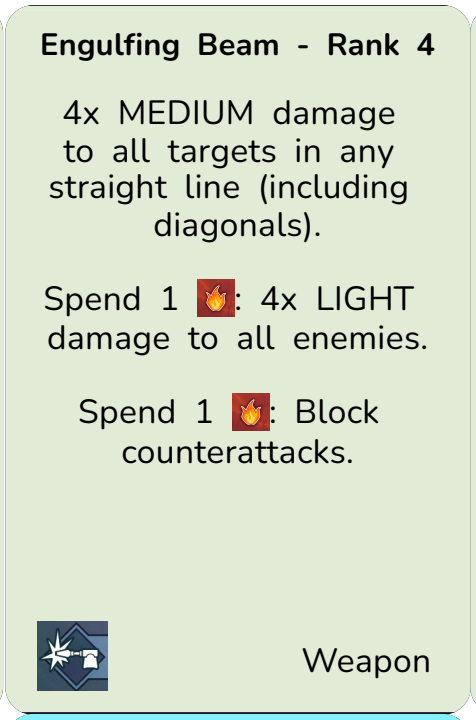 Engulfing Beam - Rank 4
4x MEDIUM damage
to all targets in any
straight line (including
diagonals).
Spend 1 : 4x LIGHT
damage to all enemies.
Spend 1 : Block
counterattacks.
Weapon